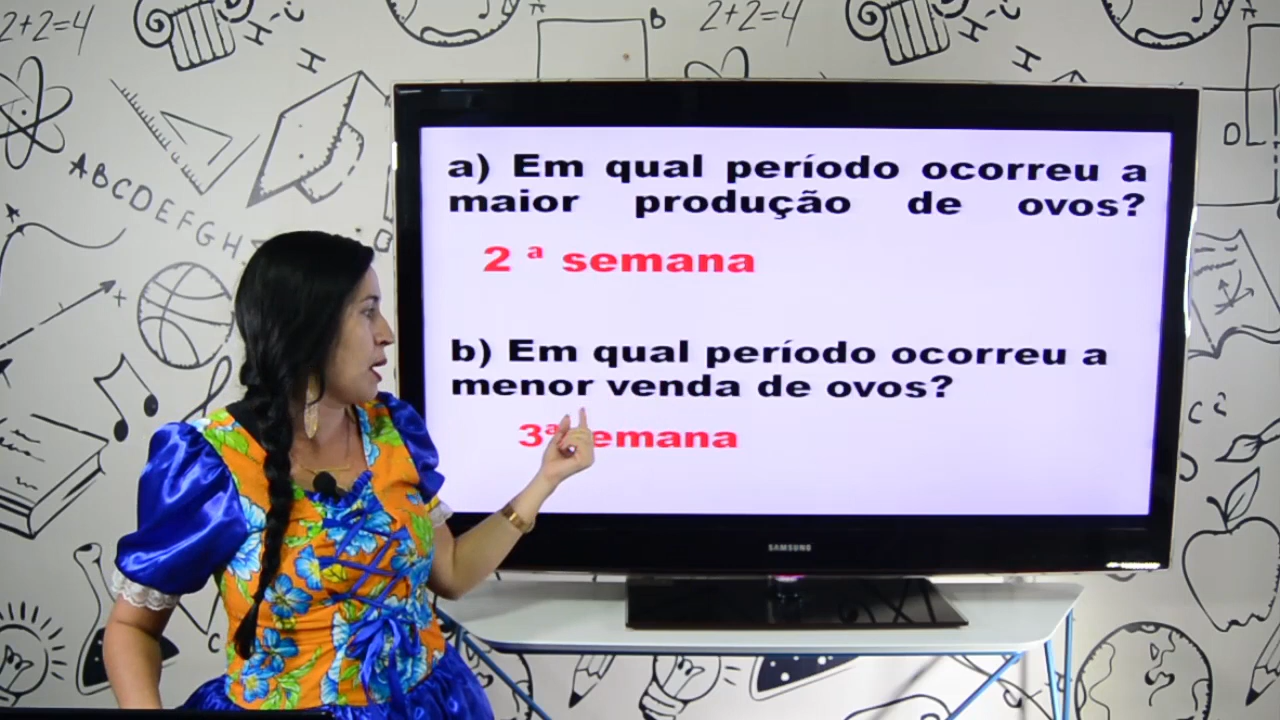 2+2=4
2+2=4
B
A
ABCDEFGH
D
a) Em qual período ocorreu a
maior produção de ovos?
2 ª semana
b) Em qual período ocorreu a
menor venda de ovos?
3ª semana
SAMSUNG
C